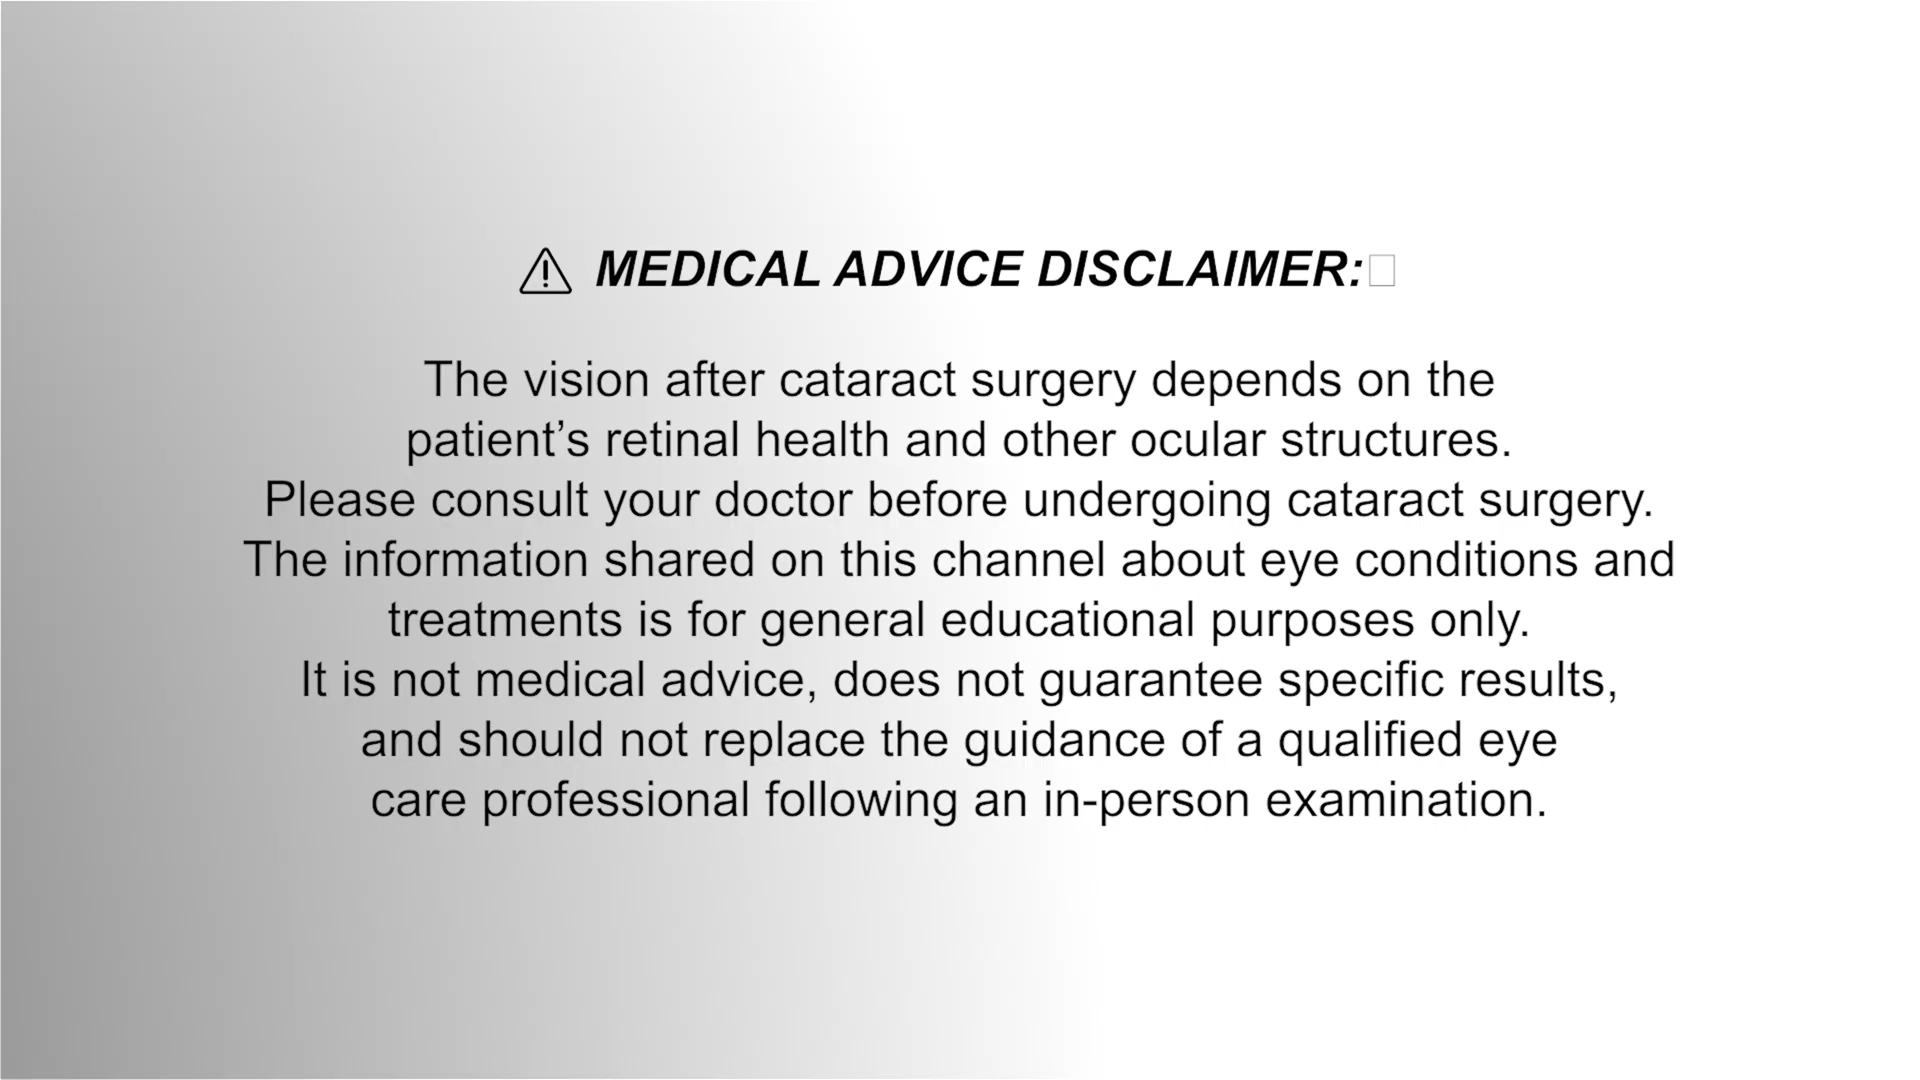 ⚠ MEDICAL ADVICE DISCLAIMER:
The vision after cataract surgery depends on the
patient’s retinal health and other ocular structures.
Please consult your doctor before undergoing cataract surgery.
The information shared on this channel about eye conditions and
treatments is for general educational purposes only.
It is not medical advice, does not guarantee specific results,
and should not replace the guidance of a qualified eye
care professional following an in-person examination.